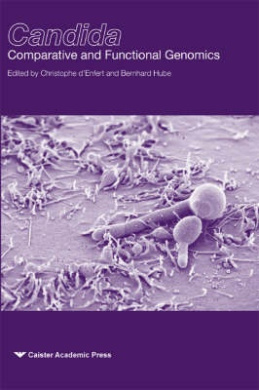 Candida
Comparative and Functional Genomics
Edited by Christophe d'Enfert and Bernhard Hube
Caister Academic Press